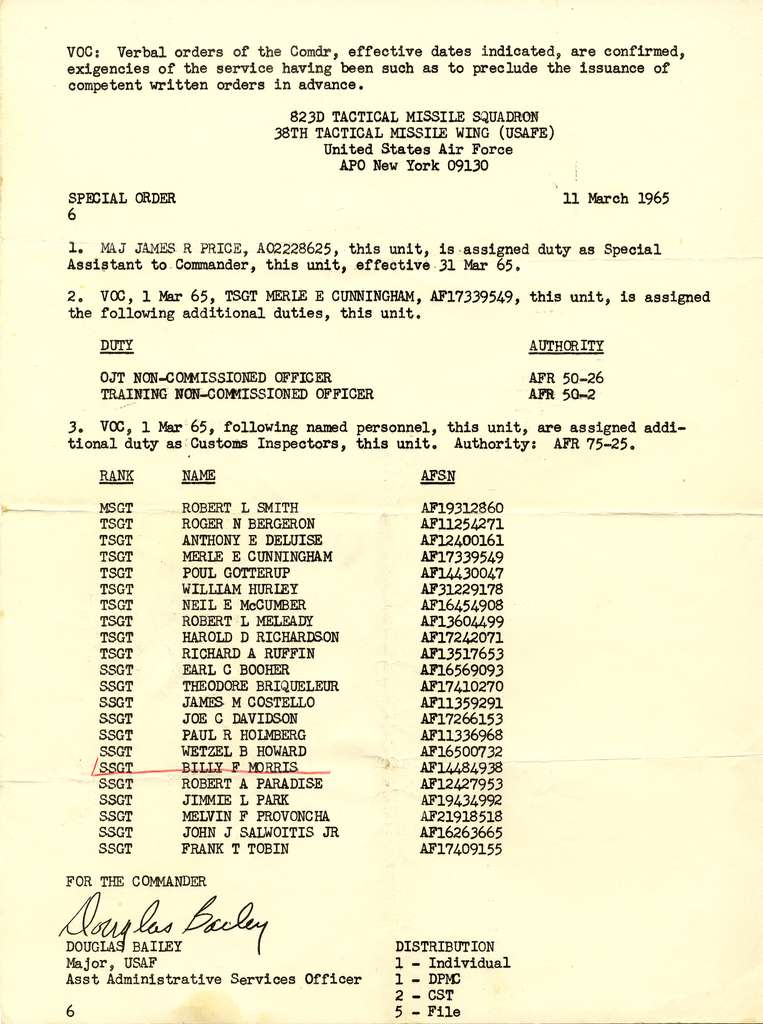 VOC: Verbal orders of the Comdr, effective dates indicated, are confirmed,
exigencies of the service having been such as to preclude the issuance of
competent written orders in advance.
823D TACTICAL MISSILE SQUADRON
38TH TACTICAL MISSILE WING (USAFE)
United States Air Force
APO New York 09130
SPECIAL ORDER 11 March 1965
6
1. MAJ JAMES R PRICE, AO2228625, this unit, is assigned duty as Special
Assistant to Commander, this unit, effective 31 Mar 65.
2. VOC, 1 Mar 65, TSGT MERLE E CUNNINGHAM, AF17339549, this unit, is assigned
the following additional duties, this unit.
DUTY AUTHORITY
OJT NON-COMMISSIONED OFFICER AFR 50-26
TRAINING NON-COMMISSIONED OFFICER AFR 50-2
3. VOC, 1 Mar 65, following named personnel, this unit, are assigned addi-
tional duty as Customs Inspectors, this unit. Authority: AFR 75-25.
RANK NAME AFSN
MSGT ROBERT L SMITH AF19312860
TSGT ROGER N BERGERON AF11254271
TSGT ANTHONY E DELUISE AF12400161
TSGT MERLE E CUNNINGHAM AF17339549
TSGT POUL GOTTERUP AF14430047
TSGT WILLIAM HURLEY AF31229178
TSGT NEIL E McCUMBER AF16454908
TSGT ROBERT L MELEADY AF13604499
TSGT HAROLD D RICHARDSON AF17242071
TSGT RICHARD A RUFFIN AF13517653
SSGT EARL C BOOHER AF16569093
SSGT THEODORE BRIQUELEUR AF17410270
SSGT JAMES M COSTELLO AF11359291
SSGT JOE C DAVIDSON AF17266153
SSGT PAUL R HOLMBERG AF11336968
SSGT WETZEL B HOWARD AF16500732
SSGT BILLY F MORRIS AF14484938
SSGT ROBERT A PARADISE AF12427953
SSGT JIMMIE L PARK AF19434992
SSGT MELVIN F PROVONCHA AF21918518
SSGT JOHN J SALWOITIS JR AF16263665
SSGT FRANK T TOBIN AF17409155
FOR THE COMMANDER
Douglas Bailey
DOUGLAS BAILEY
Major, USAF
Asst Administrative Services Officer
6
DISTRIBUTION
1 - Individual
1 - DPMC
2 - CST
5 - File